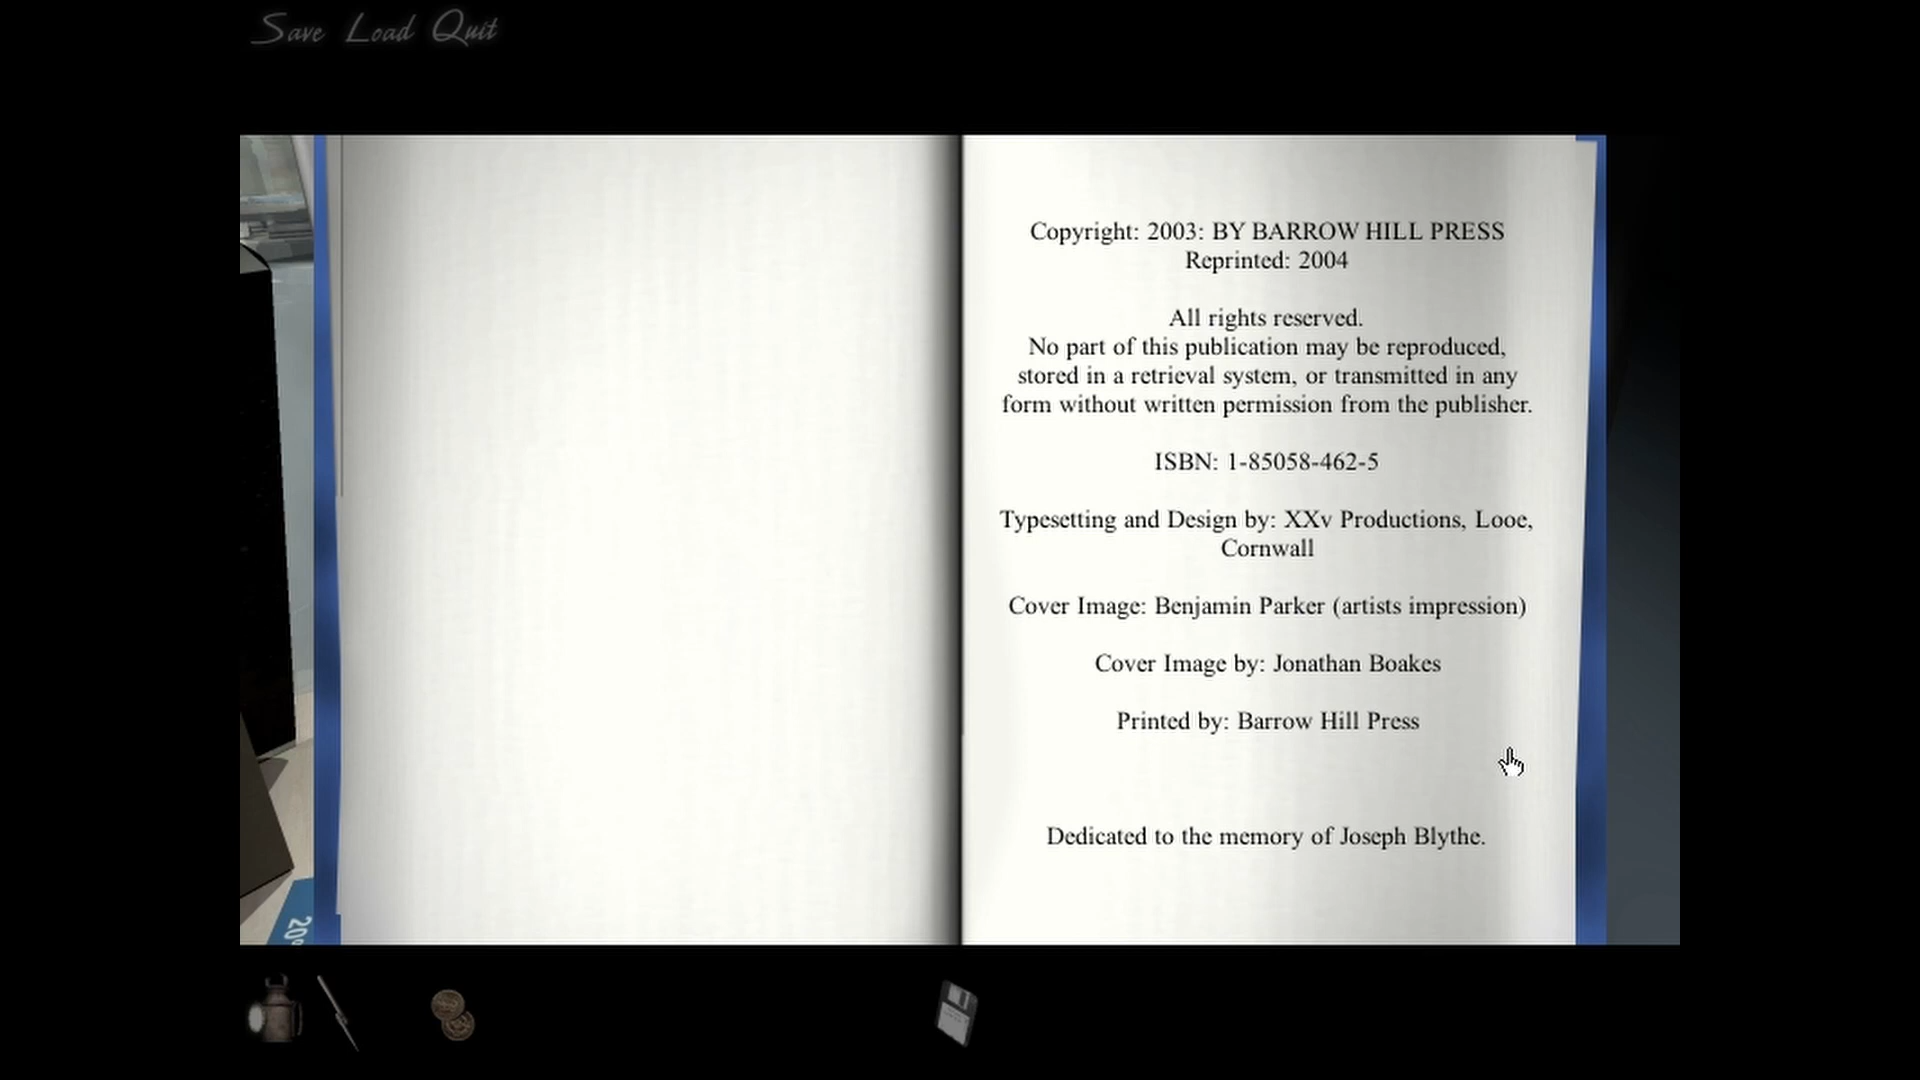 Save Load Quit
Copyright: 2003: BY BARROW HILL PRESS
Reprinted: 2004
All rights reserved.
No part of this publication may be reproduced,
stored in a retrieval system, or transmitted in any
form without written permission from the publisher.
ISBN: 1-85058-462-5
Typesetting and Design by: XXv Productions, Looe,
Cornwall
Cover Image: Benjamin Parker (artists impression)
Cover Image by: Jonathan Boakes
Printed by: Barrow Hill Press
Dedicated to the memory of Joseph Blythe.